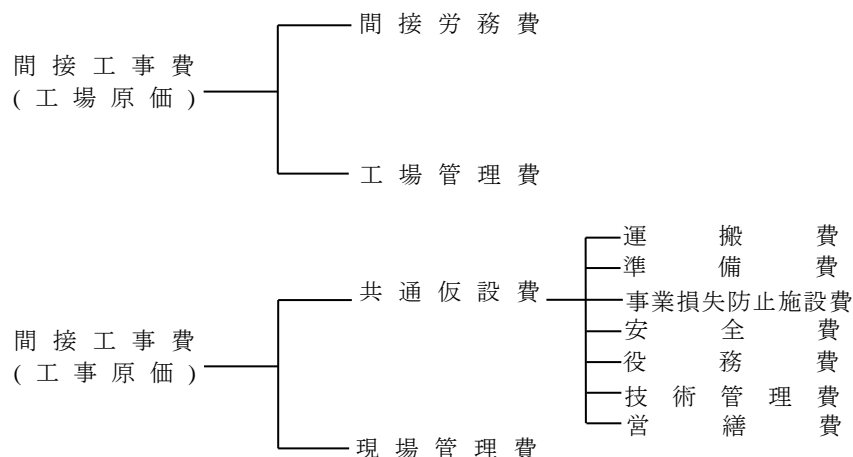 間接労務費
間接工事費
(工場原価)
工場管理費
運搬費
準備費
共通仮設費
事業損失防止施設費
安全費
間接工事費
(工事原価)
役務費
技術管理費
営繕費
現場管理費